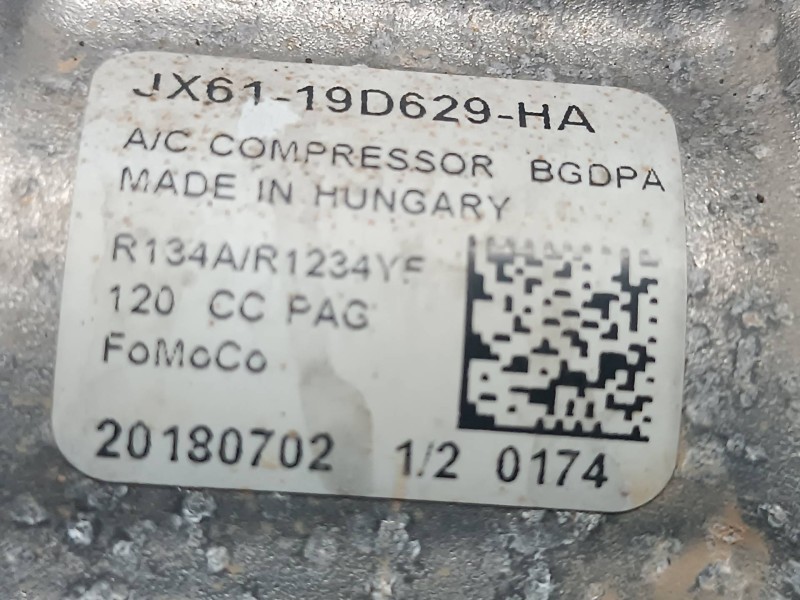 JX61-19D629-HA
A/C COMPRESSOR BGDPA
MADE IN HUNGARY
R134A/R1234YF
120 CC PAG
FoMoCo
20180702 1/2 0174